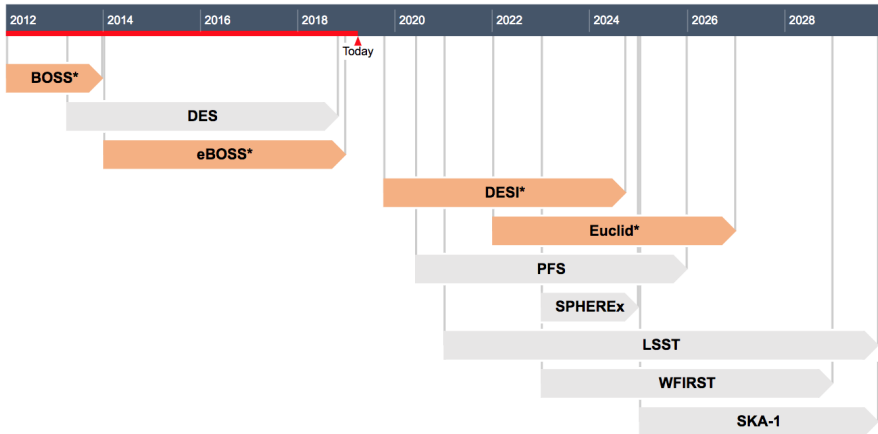 2012 2014 2016 2018 2020 2022 2024 2026 2028
Today
BOSS*
DES
eBOSS*
DESI*
Euclid*
PFS
SPHEREx
LSST
WFIRST
SKA-1